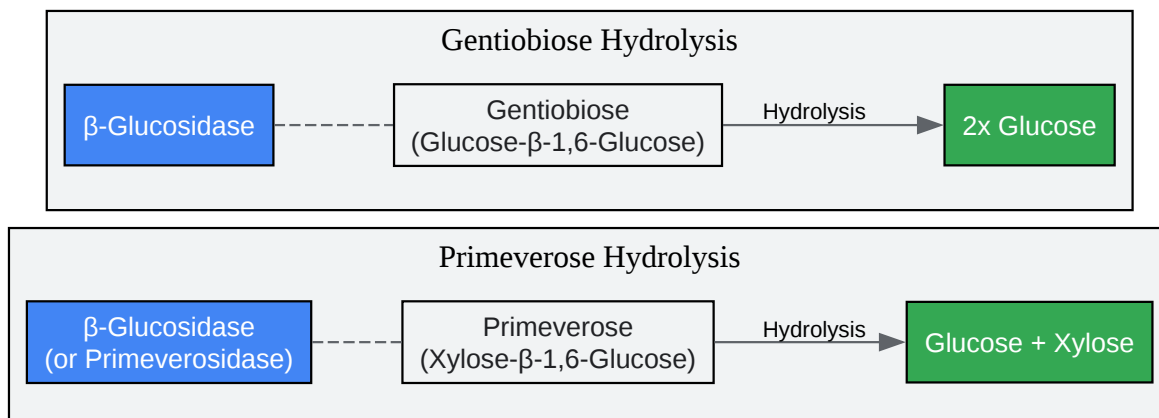 Gentiobiose Hydrolysis
β-Glucosidase
Gentiobiose
(Glucose-β-1,6-Glucose)
Hydrolysis
2x Glucose
Primeverose Hydrolysis
β-Glucosidase
(or Primeverosidase)
Primeverose
(Xylose-β-1,6-Glucose)
Hydrolysis
Glucose + Xylose